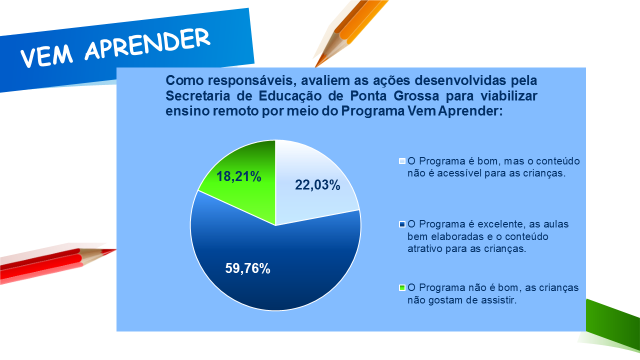 VEM APRENDER
Como responsáveis, avaliem as ações desenvolvidas pela
Secretaria de Educação de Ponta Grossa para viabilizar
ensino remoto por meio do Programa Vem Aprender:
18,21%
22,03%
59,76%
O Programa é bom, mas o conteúdo
não é acessível para as crianças.
O Programa é excelente, as aulas
bem elaboradas e o conteúdo
atrativo para as crianças.
O Programa não é bom, as crianças
não gostam de assistir.